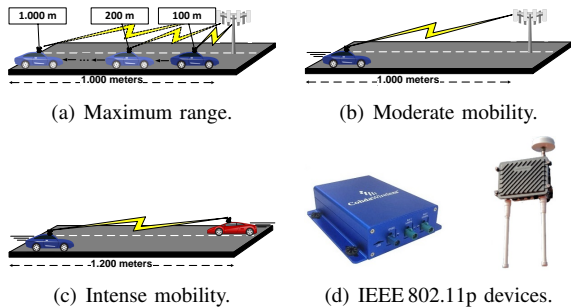 1.000 m
200 m
100 m
...
1.000 meters
(a) Maximum range.
1.000 meters
(b) Moderate mobility.
1.200 meters
(c) Intense mobility.
CohdaWireless
(d) IEEE 802.11p devices.